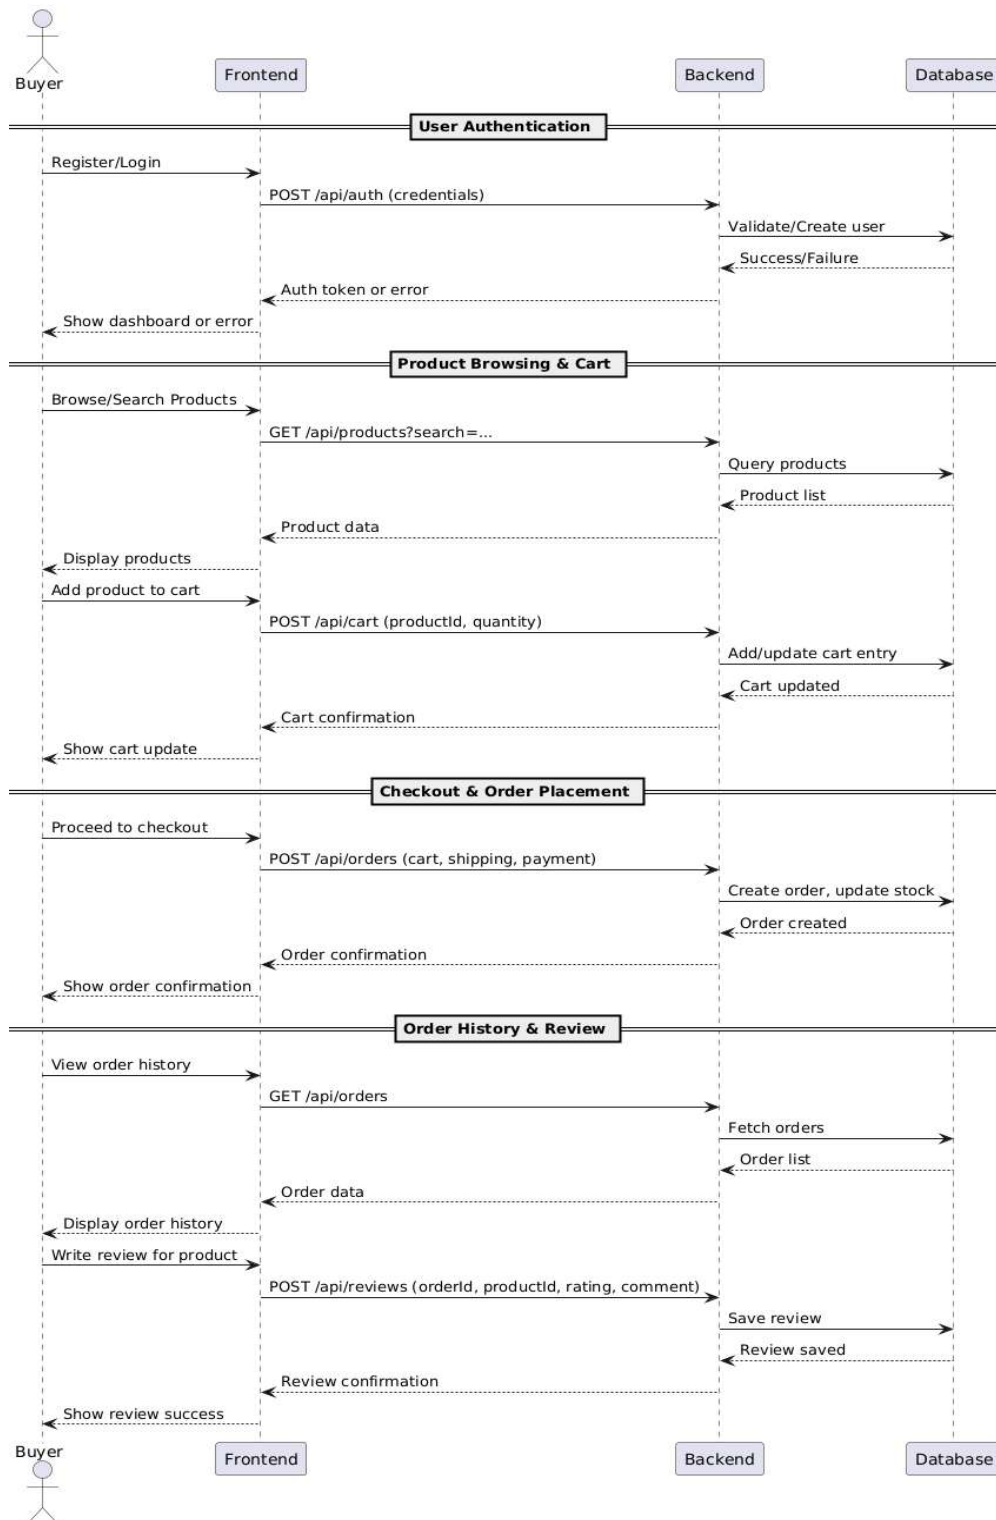 Buyer
Frontend
Backend
Database
User Authentication
Register/Login
POST /api/auth (credentials)
Validate/Create user
Success/Failure
Auth token or error
Show dashboard or error
Product Browsing & Cart
Browse/Search Products
GET /api/products?search=...
Query products
Product list
Product data
Display products
Add product to cart
POST /api/cart (productId, quantity)
Add/update cart entry
Cart updated
Cart confirmation
Show cart update
Checkout & Order Placement
Proceed to checkout
POST /api/orders (cart, shipping, payment)
Create order, update stock
Order created
Order confirmation
Show order confirmation
Order History & Review
View order history
GET /api/orders
Fetch orders
Order list
Order data
Display order history
Write review for product
POST /api/reviews (orderId, productId, rating, comment)
Save review
Review saved
Review confirmation
Show review success
Buyer
Frontend
Backend
Database